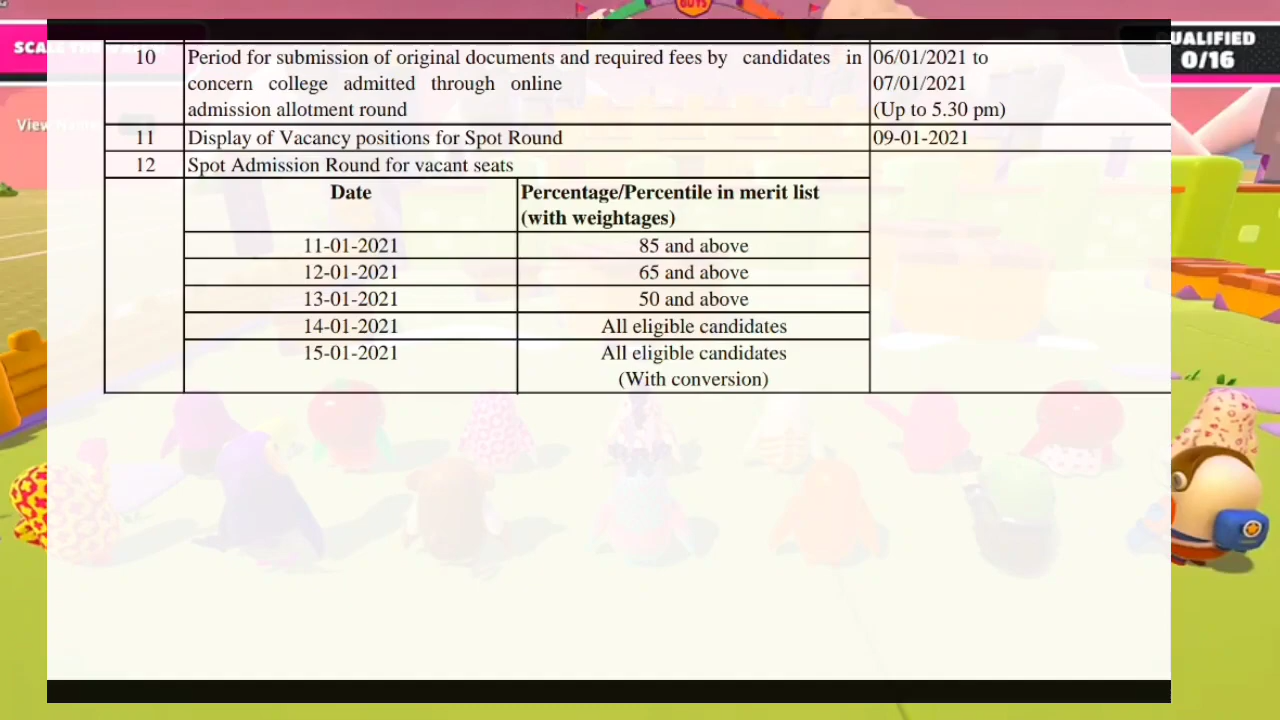 GUYS
SCALE THE
QUALIFIED
0/16
View
10 Period for submission of original documents and required fees by candidates in 06/01/2021 to
concern college admitted through online 07/01/2021
admission allotment round (Up to 5.30 pm)
11 Display of Vacancy positions for Spot Round 09-01-2021
12 Spot Admission Round for vacant seats
Date Percentage/Percentile in merit list
(with weightages)
11-01-2021 85 and above
12-01-2021 65 and above
13-01-2021 50 and above
14-01-2021 All eligible candidates
15-01-2021 All eligible candidates
(With conversion)